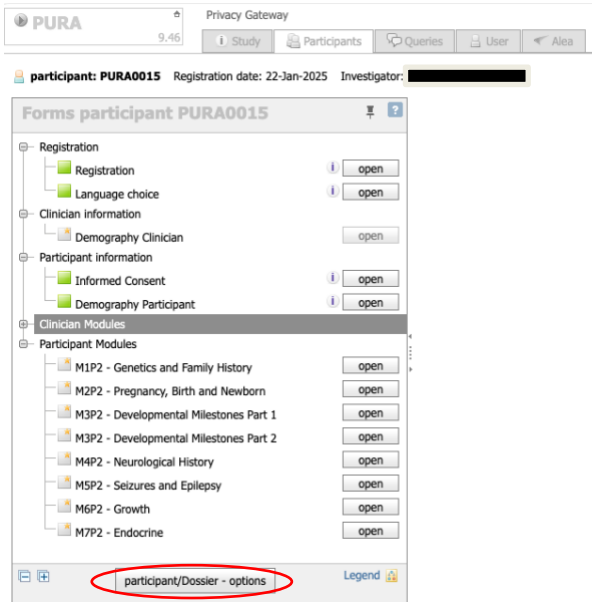 PURA
9.46
Privacy Gateway
i Study Participants Queries User Alea
participant: PURA0015 Registration date: 22-Jan-2025 Investigator:
Forms participant PURA0015 ?
Registration
Registration i open
Language choice i open
Clinician information
Demography Clinician open
Participant information
Informed Consent i open
Demography Participant i open
Clinician Modules
Participant Modules
M1P2 - Genetics and Family History open
M2P2 - Pregnancy, Birth and Newborn open
M3P2 - Developmental Milestones Part 1 open
M3P2 - Developmental Milestones Part 2 open
M4P2 - Neurological History open
M5P2 - Seizures and Epilepsy open
M6P2 - Growth open
M7P2 - Endocrine open
participant/Dossier - options Legend